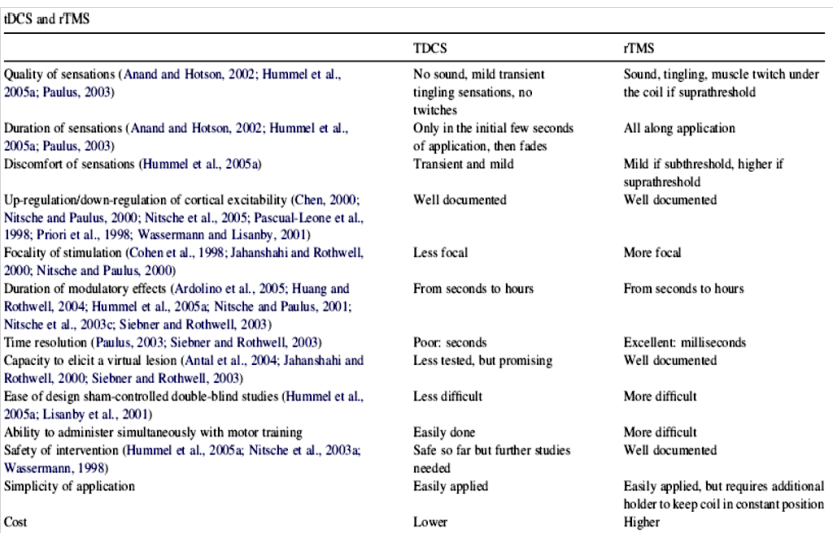 tDCS and rTMS
TDCS rTMS
Quality of sensations (Anand and Hotson, 2002; Hummel et al., No sound, mild transient Sound, tingling, muscle twitch under
2005a; Paulus, 2003) tingling sensations, no the coil if suprathreshold
twitches
Duration of sensations (Anand and Hotson, 2002; Hummel et al., Only in the initial few seconds All along application
2005a; Paulus, 2003) of application, then fades
Discomfort of sensations (Hummel et al., 2005a) Transient and mild Mild if subthreshold, higher if
suprathreshold
Up-regulation/down-regulation of cortical excitability (Chen, 2000; Well documented Well documented
Nitsche and Paulus, 2000; Nitsche et al., 2005; Pascual-Leone et al.,
1998; Priori et al., 1998; Wassermann and Lisanby, 2001)
Focality of stimulation (Cohen et al., 1998; Jahanshahi and Rothwell, Less focal More focal
2000; Nitsche and Paulus, 2000)
Duration of modulatory effects (Ardolino et al., 2005; Huang and From seconds to hours From seconds to hours
Rothwell, 2004; Hummel et al., 2005a; Nitsche and Paulus, 2001;
Nitsche et al., 2003c; Siebner and Rothwell, 2003)
Time resolution (Paulus, 2003; Siebner and Rothwell, 2003) Poor: seconds Excellent: milliseconds
Capacity to elicit a virtual lesion (Antal et al., 2004; Jahanshahi and Less tested, but promising Well documented
Rothwell, 2000; Siebner and Rothwell, 2003)
Ease of design sham-controlled double-blind studies (Hummel et al., Less difficult More difficult
2005a; Lisanby et al., 2001)
Ability to administer simultaneously with motor training Easily done More difficult
Safety of intervention (Hummel et al., 2005a; Nitsche et al., 2003a; Safe so far but further studies Well documented
Wassermann, 1998) needed
Simplicity of application Easily applied Easily applied, but requires additional
holder to keep coil in constant position
Cost Lower Higher